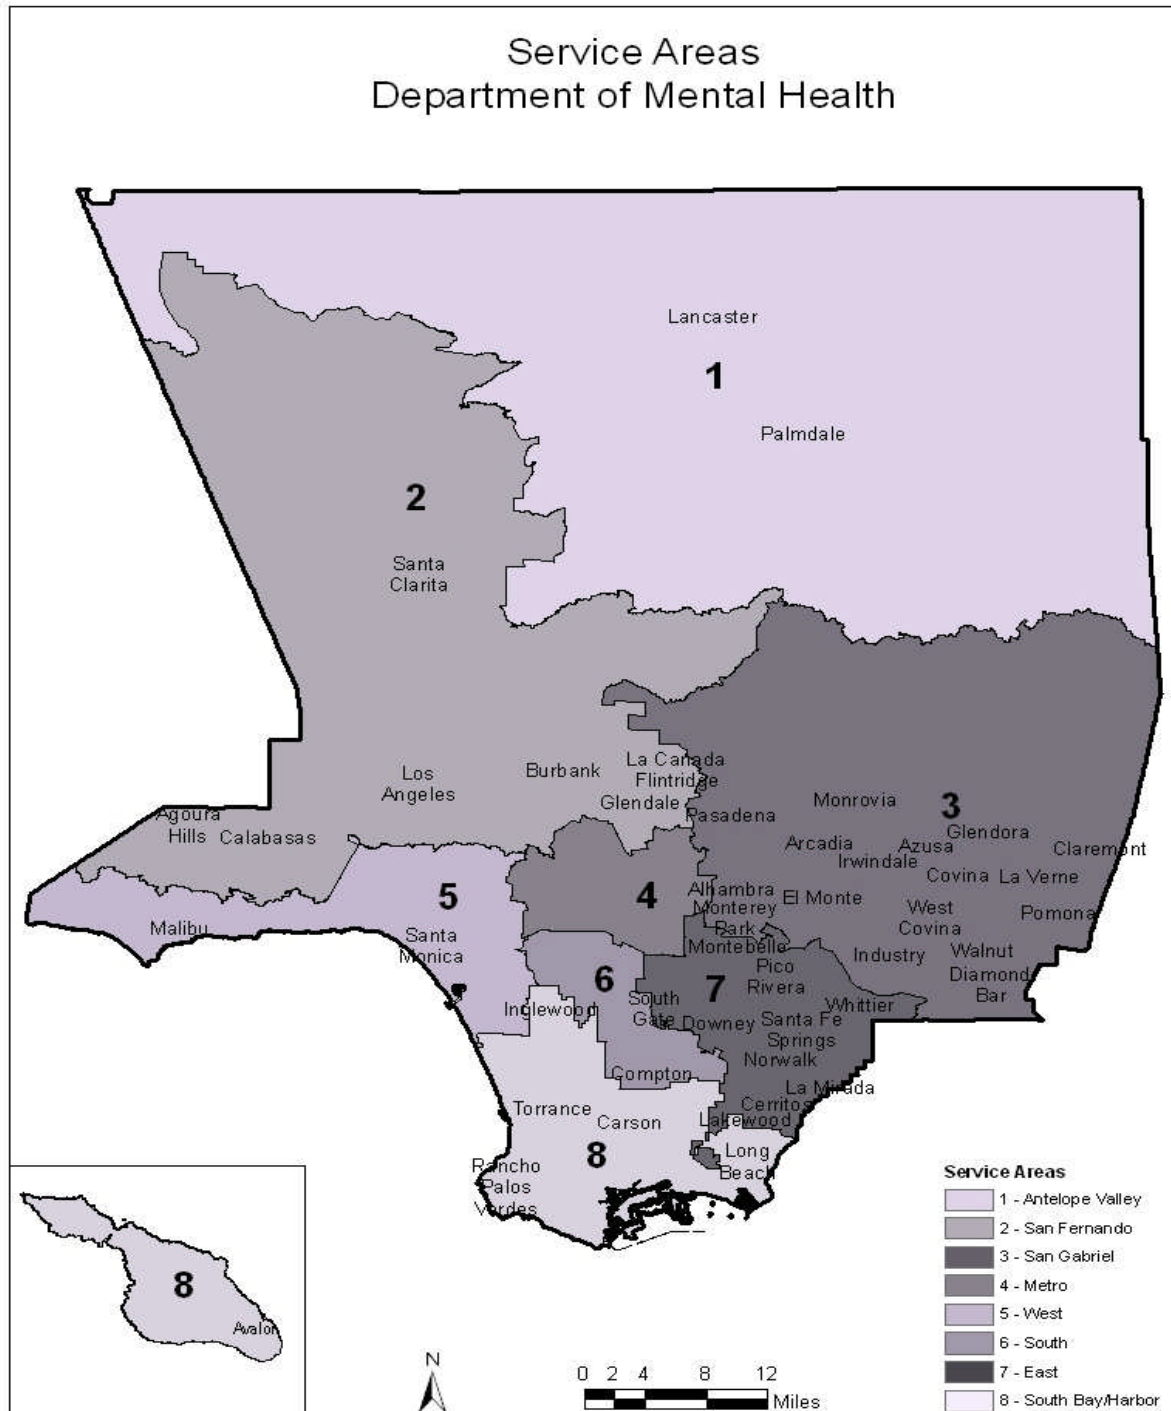 Service Areas
Department of Mental Health
Lancaster
1
Palmdale
2
Santa
Clarita
Los
Angeles
Burbank
La Canada
Flintridge
Glendale
Pasadena
Monrovia
3
Glendora
Agoura
Hills
Calabasas
Arcadia
Azusa
Claremont
Irwindale
Covina
La Verne
5
4
Alhambra
Monterey
Park
El Monte
West
Covina
Pomona
Malibu
Santa
Monica
Montebello
Industry
Walnut
Diamond
Bar
6
7
Pico
Rivera
Inglewood
South
Gate
Downey
Santa Fe
Springs
Whittier
Norwalk
Compton
La Mirada
Cerritos
Torrance
Carson
Lakewood
8
Long
Beach
Rancho
Palos
Verdes
8
Avalon
N
0 2 4 8 12
Miles
Service Areas
1 - Antelope Valley
2 - San Fernando
3 - San Gabriel
4 - Metro
5 - West
6 - South
7 - East
8 - South Bay/Harbor